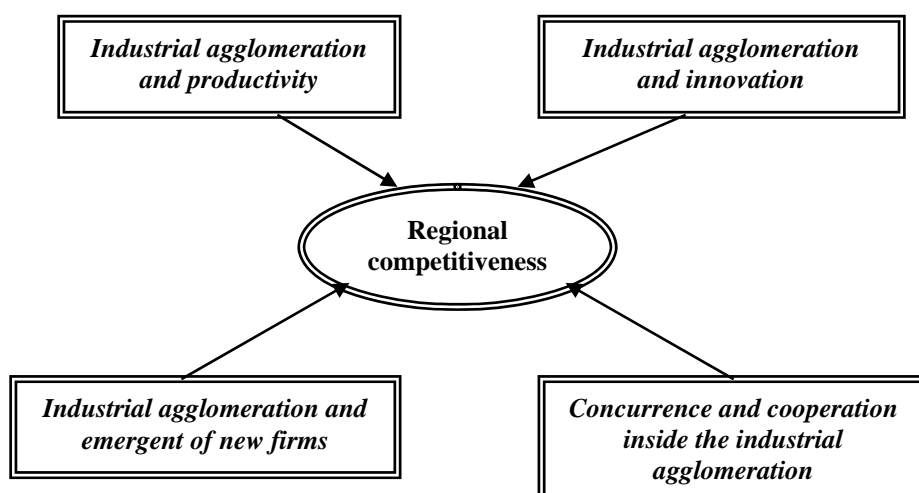 Industrial agglomeration
and productivity
Industrial agglomeration
and innovation
Regional
competitiveness
Industrial agglomeration and
emergent of new firms
Concurrence and cooperation
inside the industrial
agglomeration